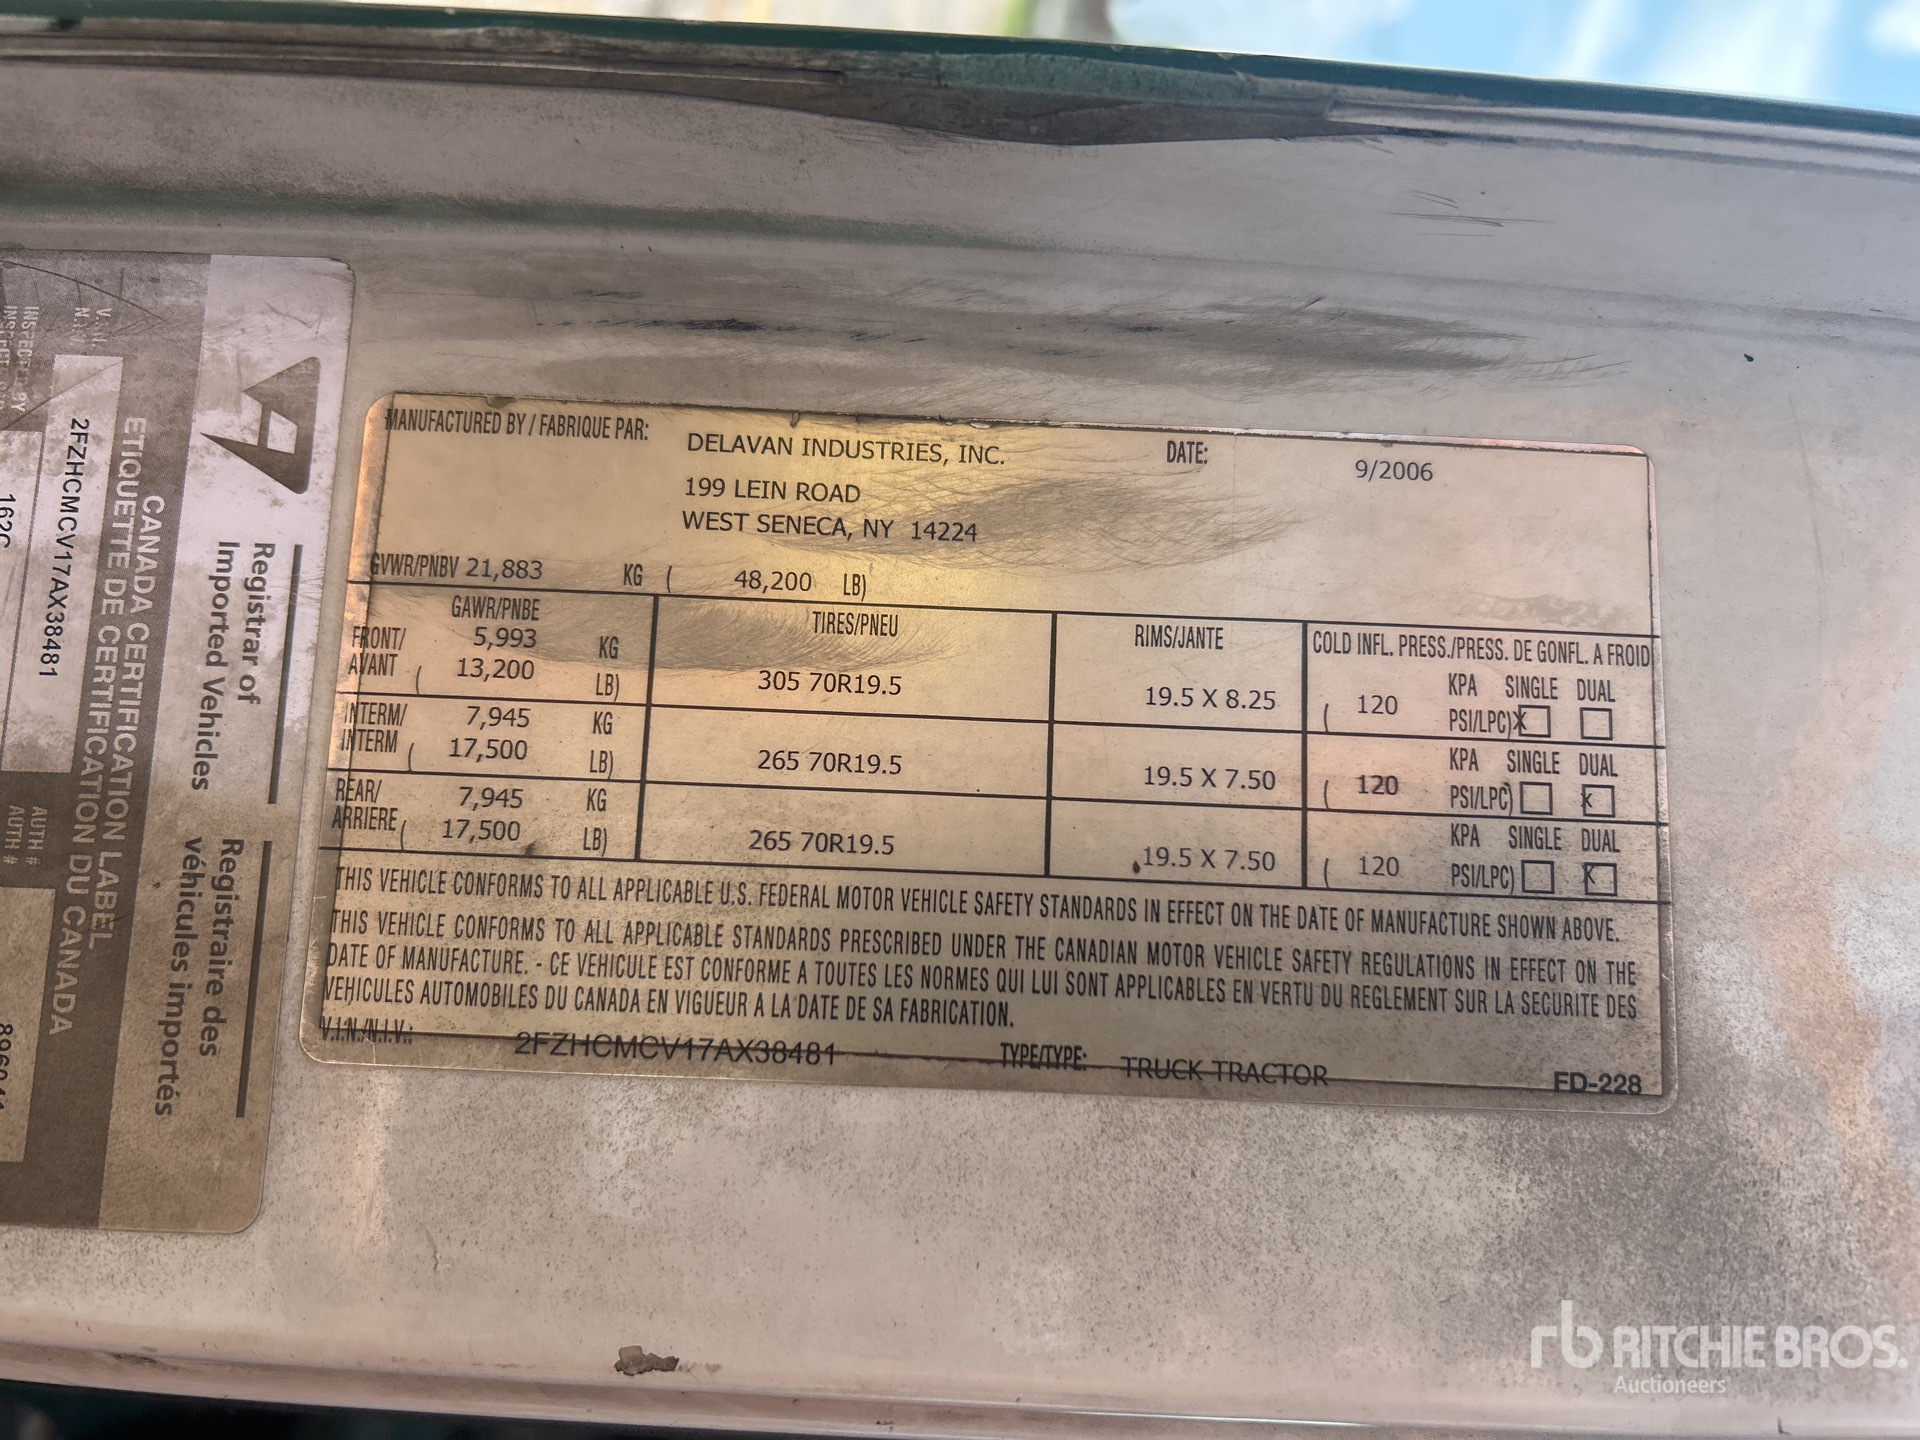 MANUFACTURED BY / FABRIQUE PAR: DELAVAN INDUSTRIES, INC. DATE: 9/2006
199 LEIN ROAD
WEST SENECA, NY 14224
GVWR/PNBV 21,883 KG ( 48,200 LB)
GAWR/PNBE TIRES/PNEU RIMS/JANTE COLD INFL. PRESS./PRESS. DE GONFL. A FROID
FRONT/ 5,993 KG KPA SINGLE DUAL
AVANT ( 13,200 LB) 305 70R19.5 19.5 X 8.25 ( 120 PSI/LPC) X
INTERM/ 7,945 KG KPA SINGLE DUAL
INTERM ( 17,500 LB) 265 70R19.5 19.5 X 7.50 ( 120 PSI/LPC) X
REAR/ 7,945 KG KPA SINGLE DUAL
ARRIERE ( 17,500 LB) 265 70R19.5 19.5 X 7.50 ( 120 PSI/LPC) X
THIS VEHICLE CONFORMS TO ALL APPLICABLE U.S. FEDERAL MOTOR VEHICLE SAFETY STANDARDS IN EFFECT ON THE DATE OF MANUFACTURE SHOWN ABOVE.
THIS VEHICLE CONFORMS TO ALL APPLICABLE STANDARDS PRESCRIBED UNDER THE CANADIAN MOTOR VEHICLE SAFETY REGULATIONS IN EFFECT ON THE
DATE OF MANUFACTURE. - CE VEHICULE EST CONFORME A TOUTES LES NORMES QUI LUI SONT APPLICABLES EN VERTU DU REGLEMENT SUR LA SECURITE DES
VEHICULES AUTOMOBILES DU CANADA EN VIGUEUR A LA DATE DE SA FABRICATION.
V.I.N./N.I.V.: 2FZHCMCV17AX38481 TYPE/TYPE: TRUCK TRACTOR FD-228
Registrar of
Imported Vehicles
Registraire des
véhicules importés
CANADA CERTIFICATION LABEL
ETIQUETTE DE CERTIFICATION DU CANADA
V.I.N.
N.I.V.
2FZHCMCV17AX38481
INSPECTED BY
AUTH #
AUTH #
rb RITCHIE BROS.
Auctioneers